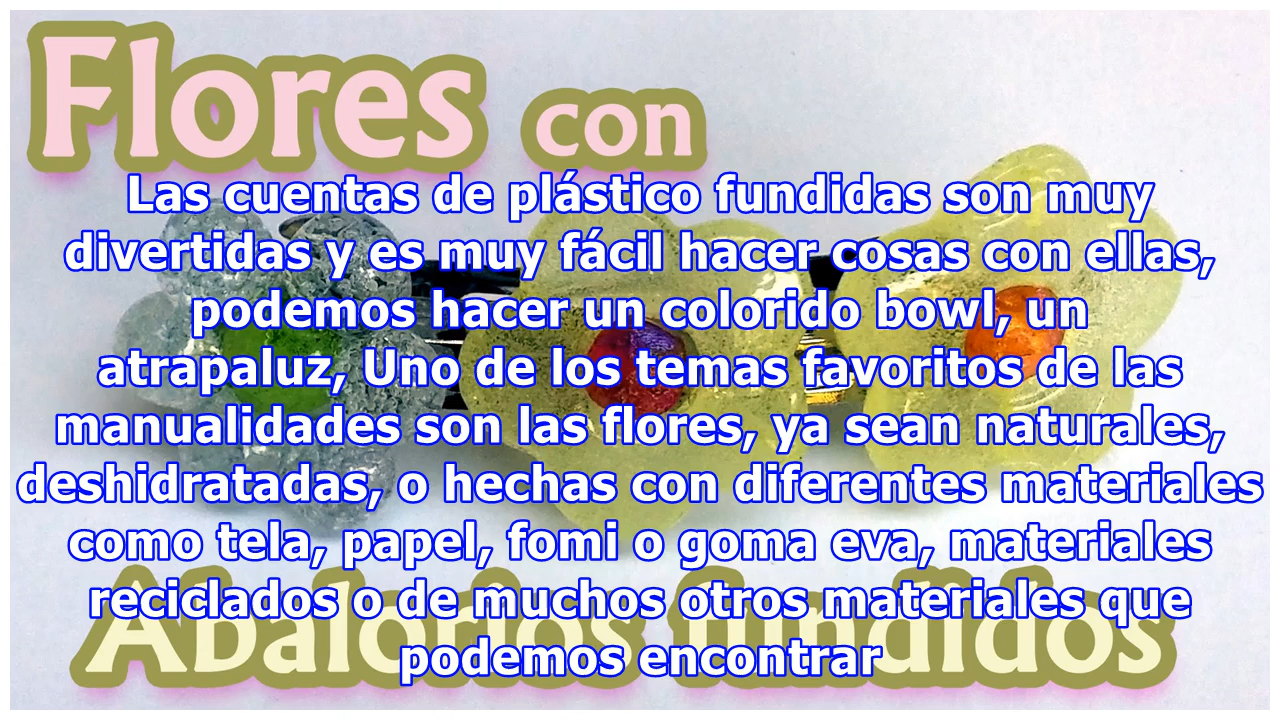 Flores con
Las cuentas de plástico fundidas son muy
divertidas y es muy fácil hacer cosas con ellas,
podemos hacer un colorido bowl, un
atrapaluz, Uno de los temas favoritos de las
manualidades son las flores, ya sean naturales,
deshidratadas, o hechas con diferentes materiales
como tela, papel, fomi o goma eva, materiales
reciclados o de muchos otros materiales que
podemos encontrar
Abalorios fundidos